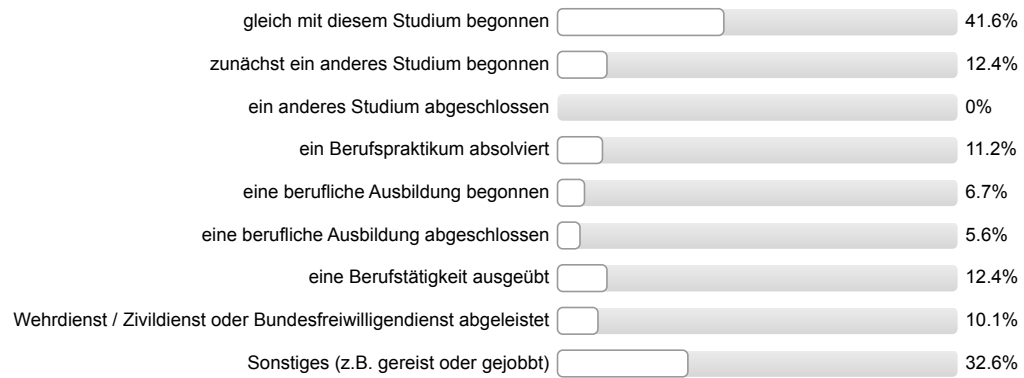 gleich mit diesem Studium begonnen 41.6%
zunächst ein anderes Studium begonnen 12.4%
ein anderes Studium abgeschlossen 0%
ein Berufspraktikum absolviert 11.2%
eine berufliche Ausbildung begonnen 6.7%
eine berufliche Ausbildung abgeschlossen 5.6%
eine Berufstätigkeit ausgeübt 12.4%
Wehrdienst / Zivildienst oder Bundesfreiwilligendienst abgeleistet 10.1%
Sonstiges (z.B. gereist oder gejobbt) 32.6%